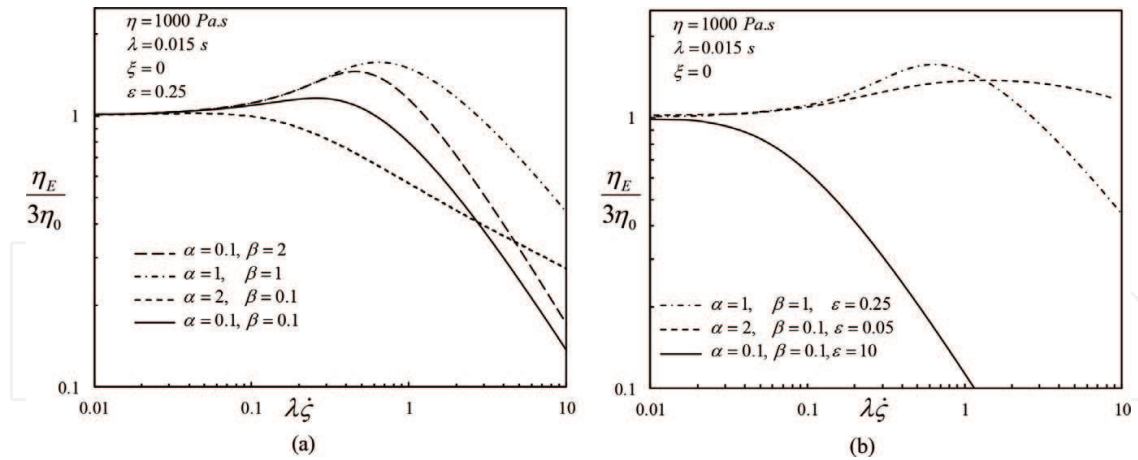 η = 1000 Pa.s
λ = 0.015 s
ξ = 0
ε = 0.25
1
η_E
3η_0
α = 0.1, β = 2
α = 1, β = 1
α = 2, β = 0.1
α = 0.1, β = 0.1
0.1
0.01 0.1 1 10
λζ̇
(a)
η = 1000 Pa.s
λ = 0.015 s
ξ = 0
1
η_E
3η_0
α = 1, β = 1, ε = 0.25
α = 2, β = 0.1, ε = 0.05
α = 0.1, β = 0.1, ε = 10
0.1
0.01 0.1 1 10
λζ̇
(b)